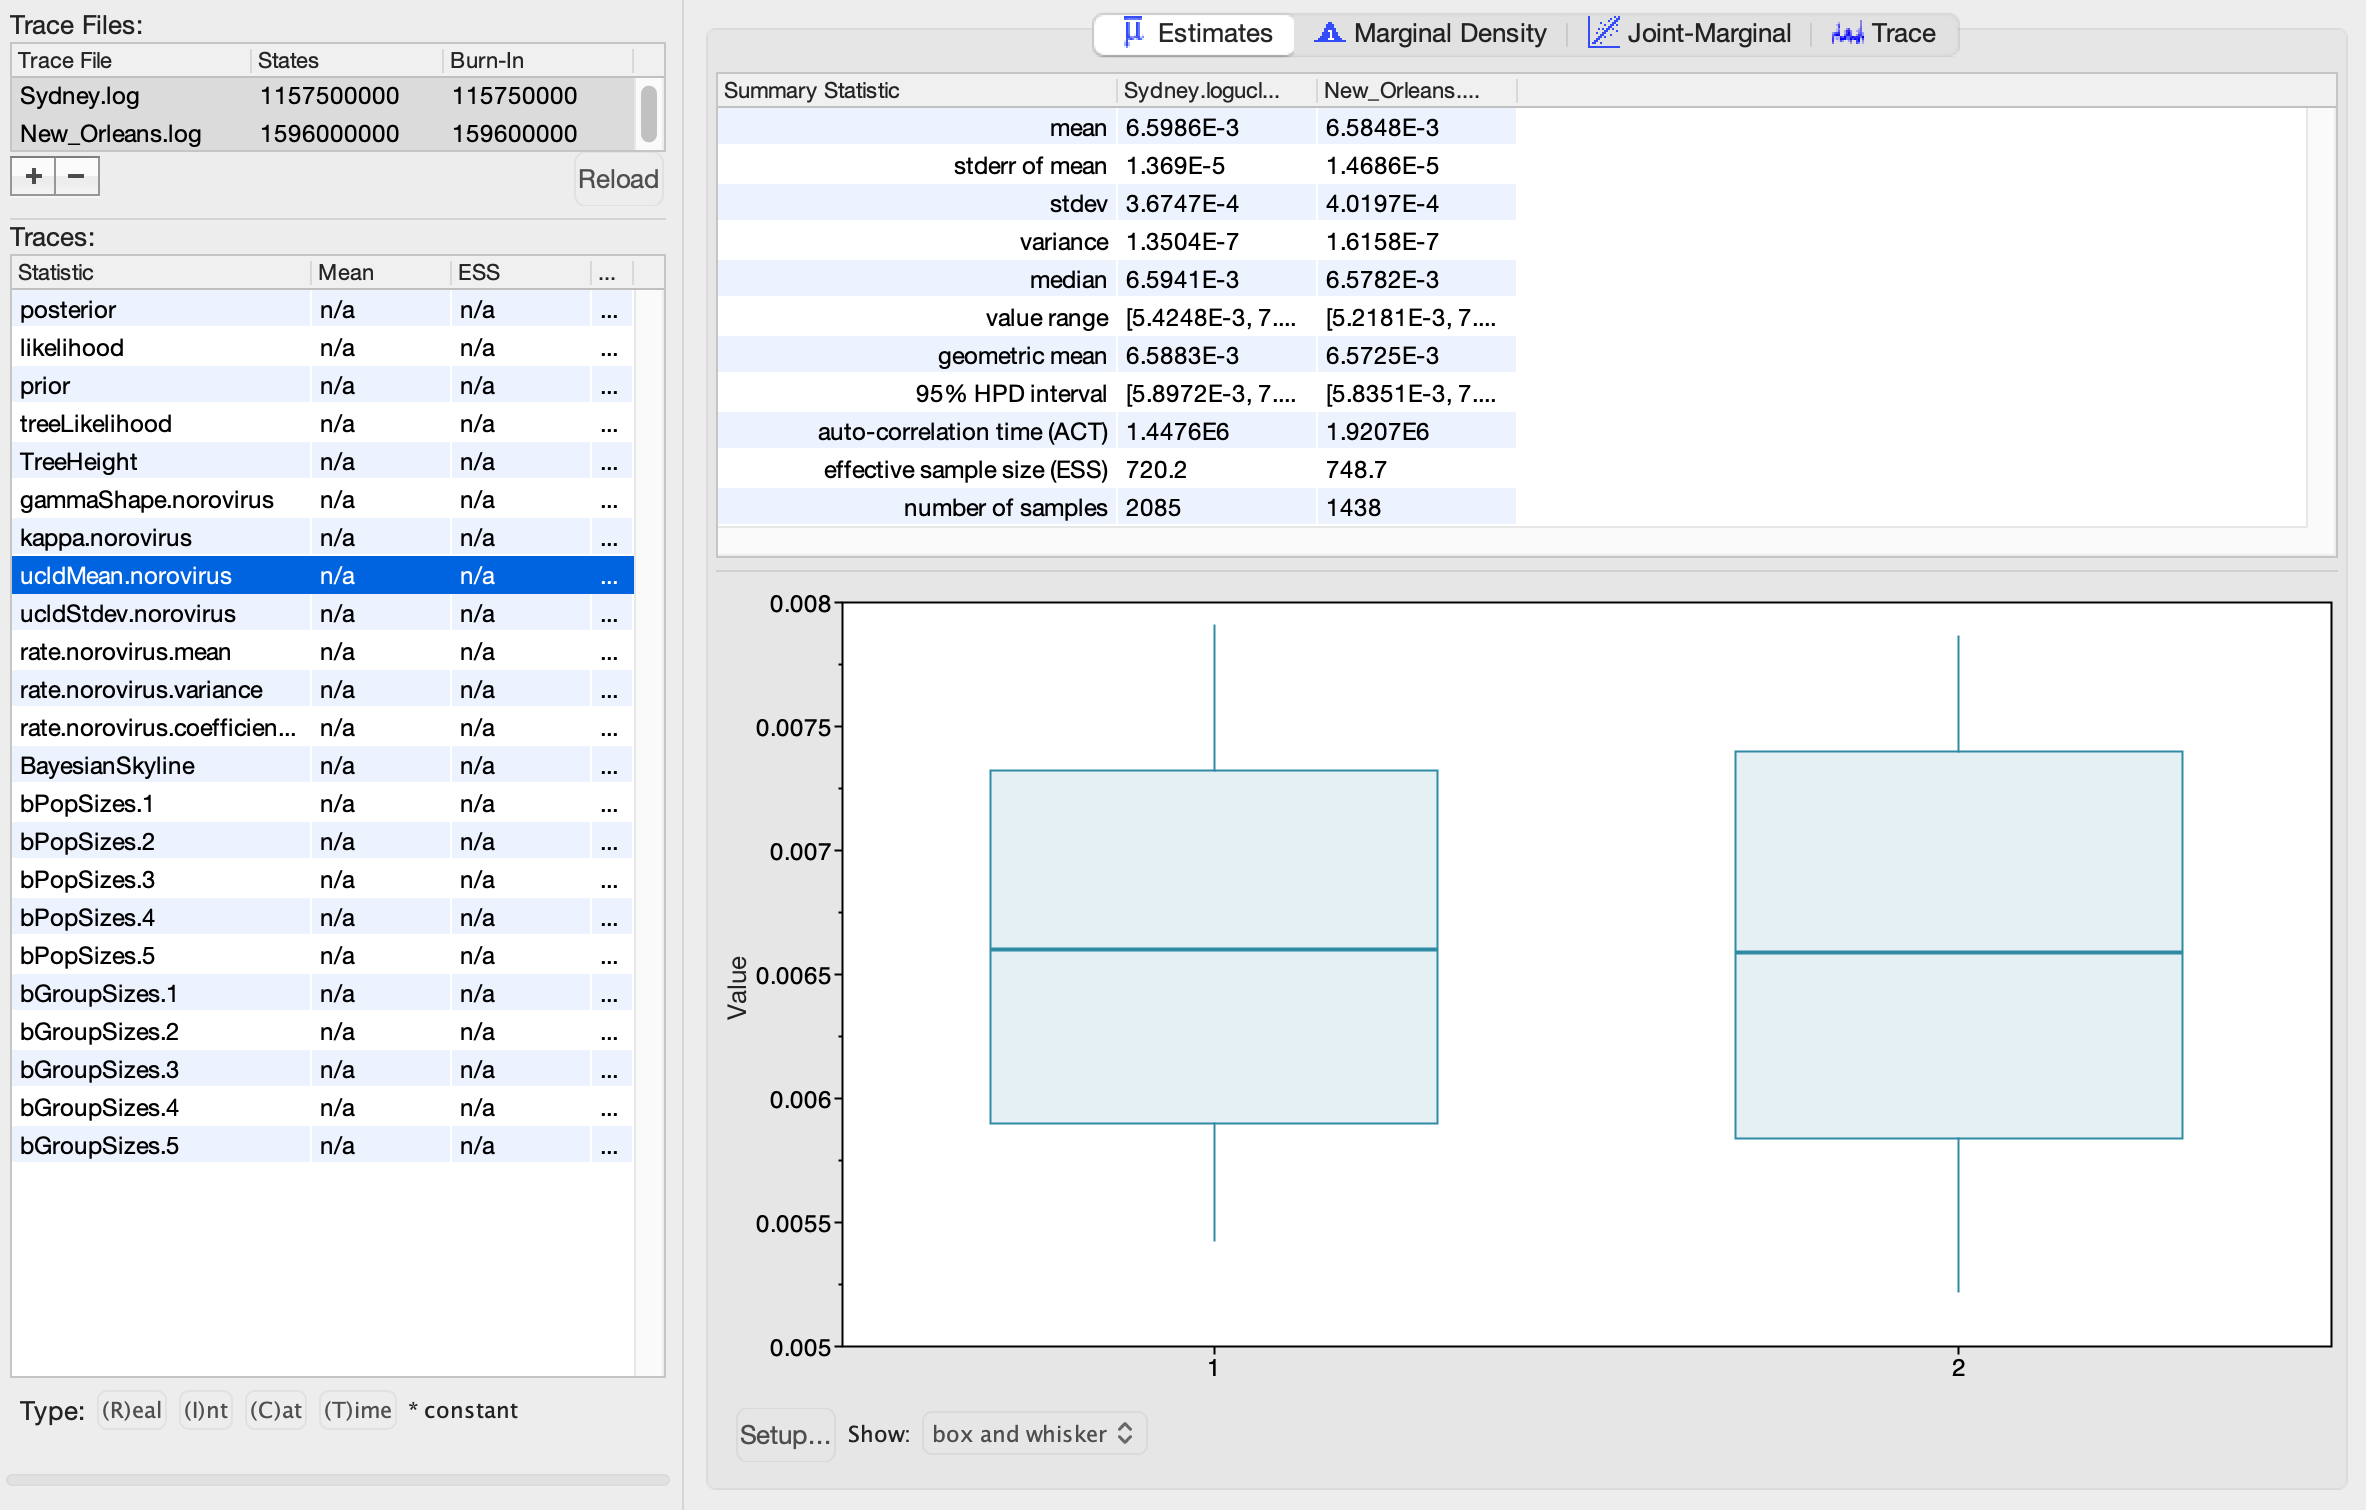 Trace Files:
Trace File States Burn-In
Sydney.log 1157500000 115750000
New_Orleans.log 1596000000 159600000
+ − Reload
Traces:
Statistic Mean ESS ...
posterior n/a n/a ...
likelihood n/a n/a ...
prior n/a n/a ...
treeLikelihood n/a n/a ...
TreeHeight n/a n/a ...
gammaShape.norovirus n/a n/a ...
kappa.norovirus n/a n/a ...
ucldMean.norovirus n/a n/a ...
ucldStdev.norovirus n/a n/a ...
rate.norovirus.mean n/a n/a ...
rate.norovirus.variance n/a n/a ...
rate.norovirus.coefficien... n/a n/a ...
BayesianSkyline n/a n/a ...
bPopSizes.1 n/a n/a ...
bPopSizes.2 n/a n/a ...
bPopSizes.3 n/a n/a ...
bPopSizes.4 n/a n/a ...
bPopSizes.5 n/a n/a ...
bGroupSizes.1 n/a n/a ...
bGroupSizes.2 n/a n/a ...
bGroupSizes.3 n/a n/a ...
bGroupSizes.4 n/a n/a ...
bGroupSizes.5 n/a n/a ...
Type: (R)eal (I)nt (C)at (T)ime * constant
Estimates Marginal Density Joint-Marginal Trace
Summary Statistic Sydney.logucl... New_Orleans....
mean 6.5986E-3 6.5848E-3
stderr of mean 1.369E-5 1.4686E-5
stdev 3.6747E-4 4.0197E-4
variance 1.3504E-7 1.6158E-7
median 6.5941E-3 6.5782E-3
value range [5.4248E-3, 7.... [5.2181E-3, 7....
geometric mean 6.5883E-3 6.5725E-3
95% HPD interval [5.8972E-3, 7.... [5.8351E-3, 7....
auto-correlation time (ACT) 1.4476E6 1.9207E6
effective sample size (ESS) 720.2 748.7
number of samples 2085 1438
0.008
0.0075
0.007
Value
0.0065
0.006
0.0055
0.005
1 2
Setup... Show: box and whisker